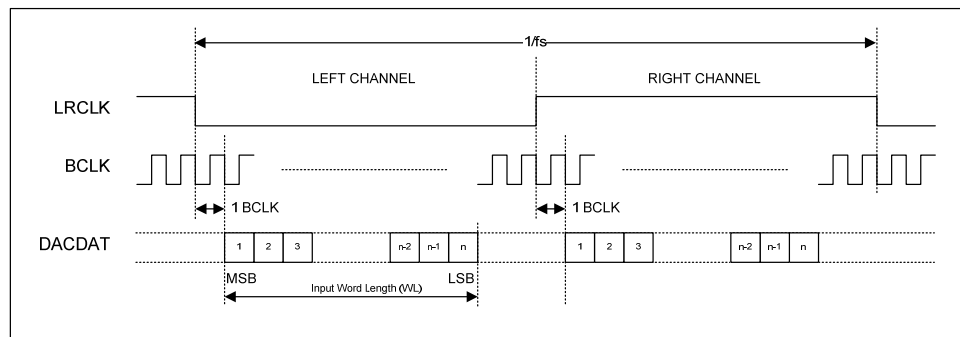 1/fs
LEFT CHANNEL
RIGHT CHANNEL
LRCLK
BCLK
1 BCLK
1 BCLK
DACDAT
1 2 3 n-2 n-1 n 1 2 3 n-2 n-1 n
MSB
LSB
Input Word Length (WL)